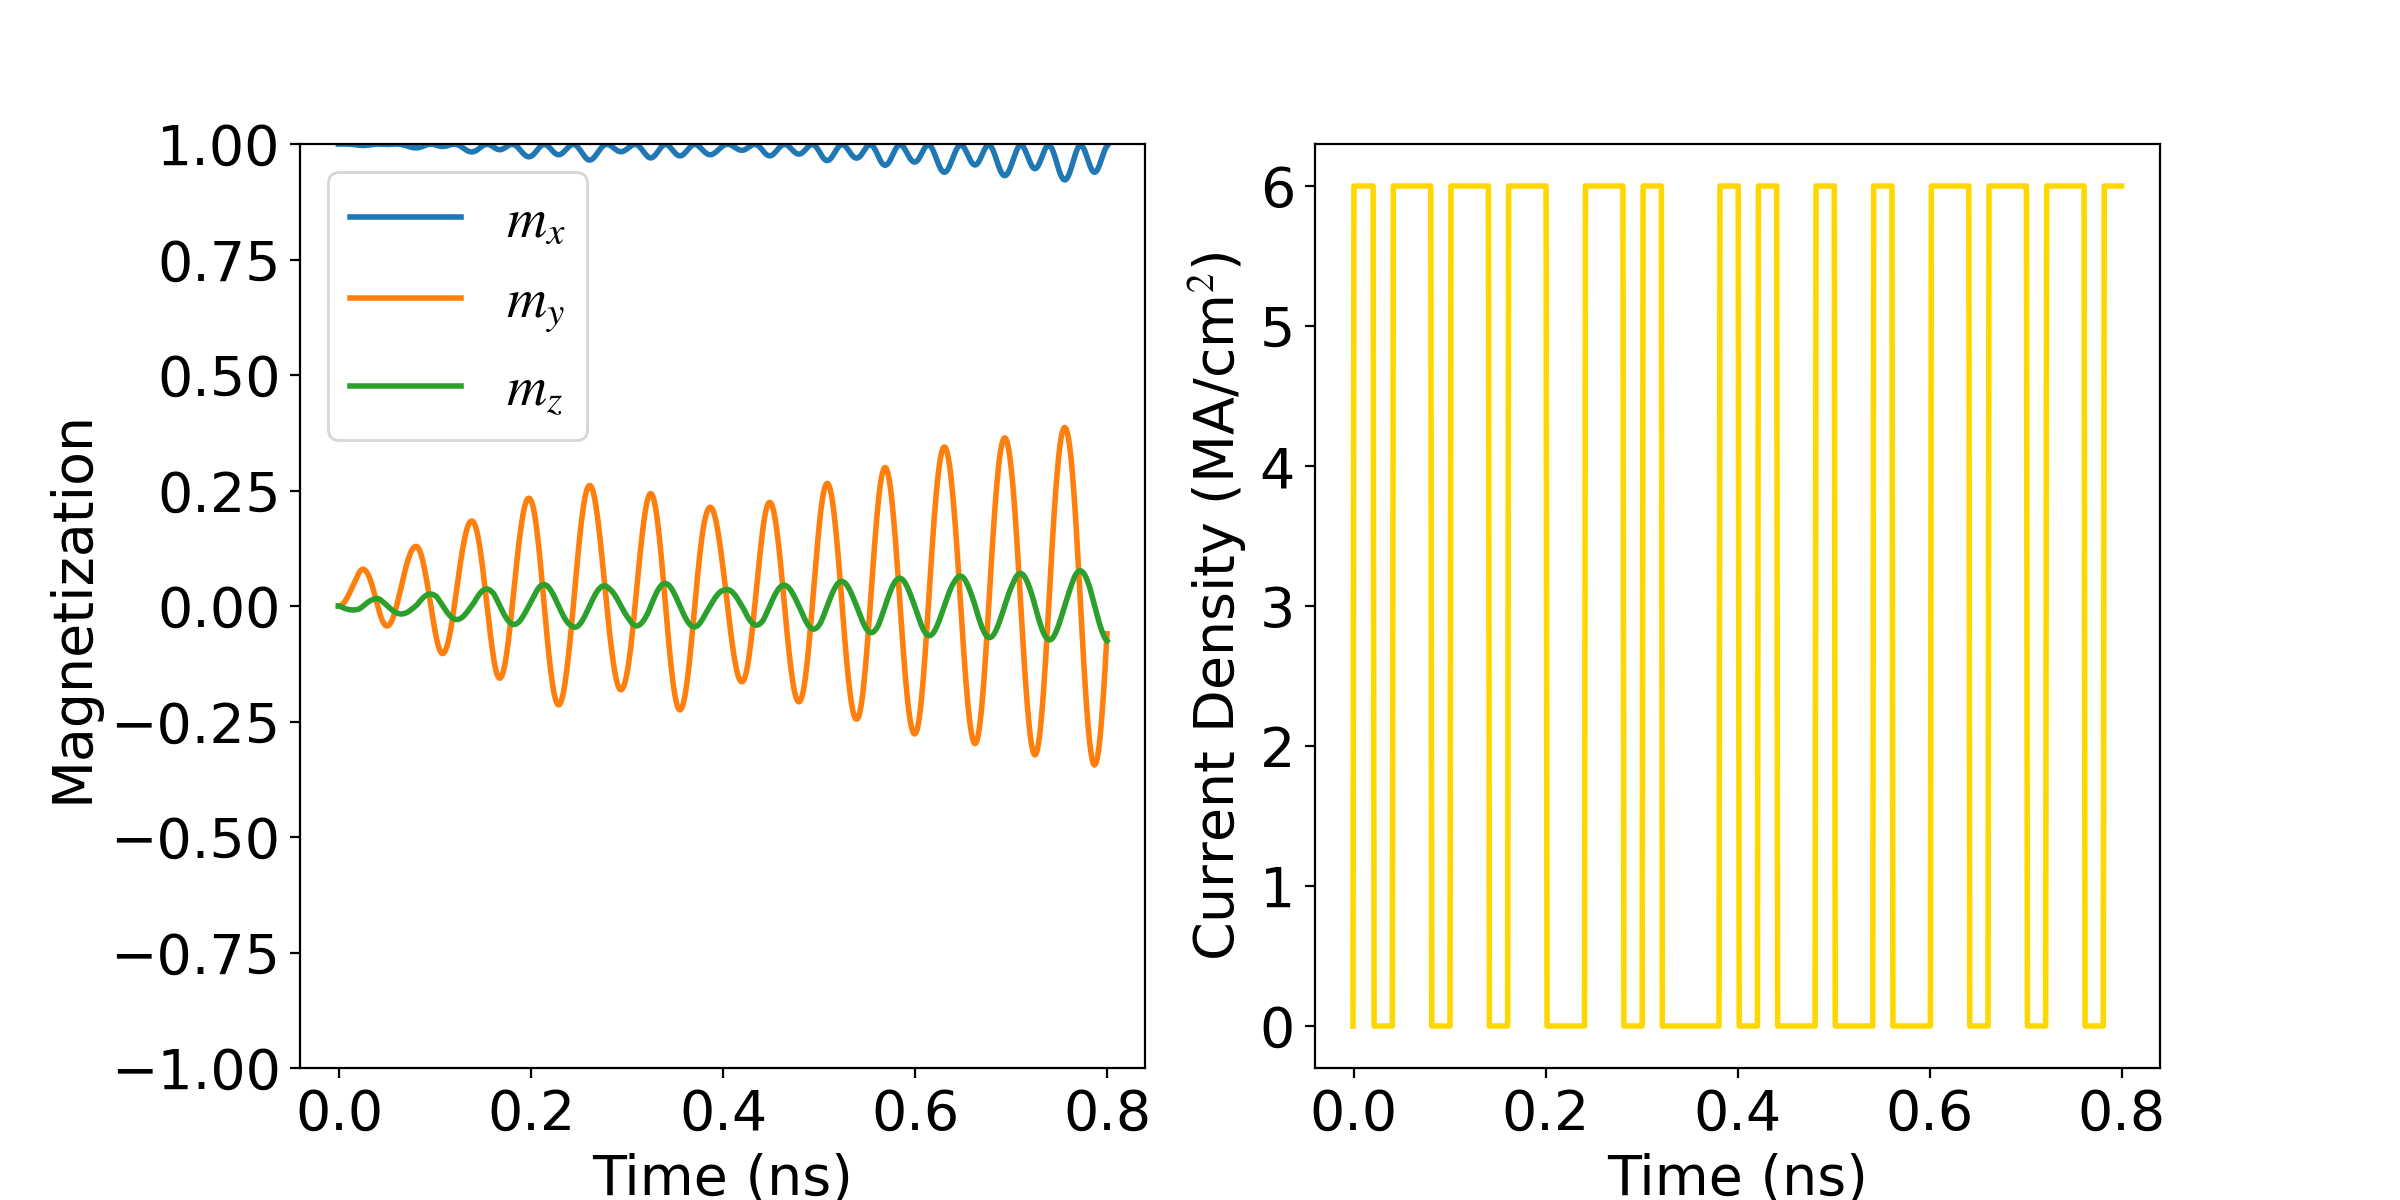 1.00
0.75
0.50
0.25
0.00
−0.25
−0.50
−0.75
−1.00
Magnetization
m_x
m_y
m_z
0.0 0.2 0.4 0.6 0.8
Time (ns)
6
5
4
3
2
1
0
Current Density (MA/cm²)
0.0 0.2 0.4 0.6 0.8
Time (ns)